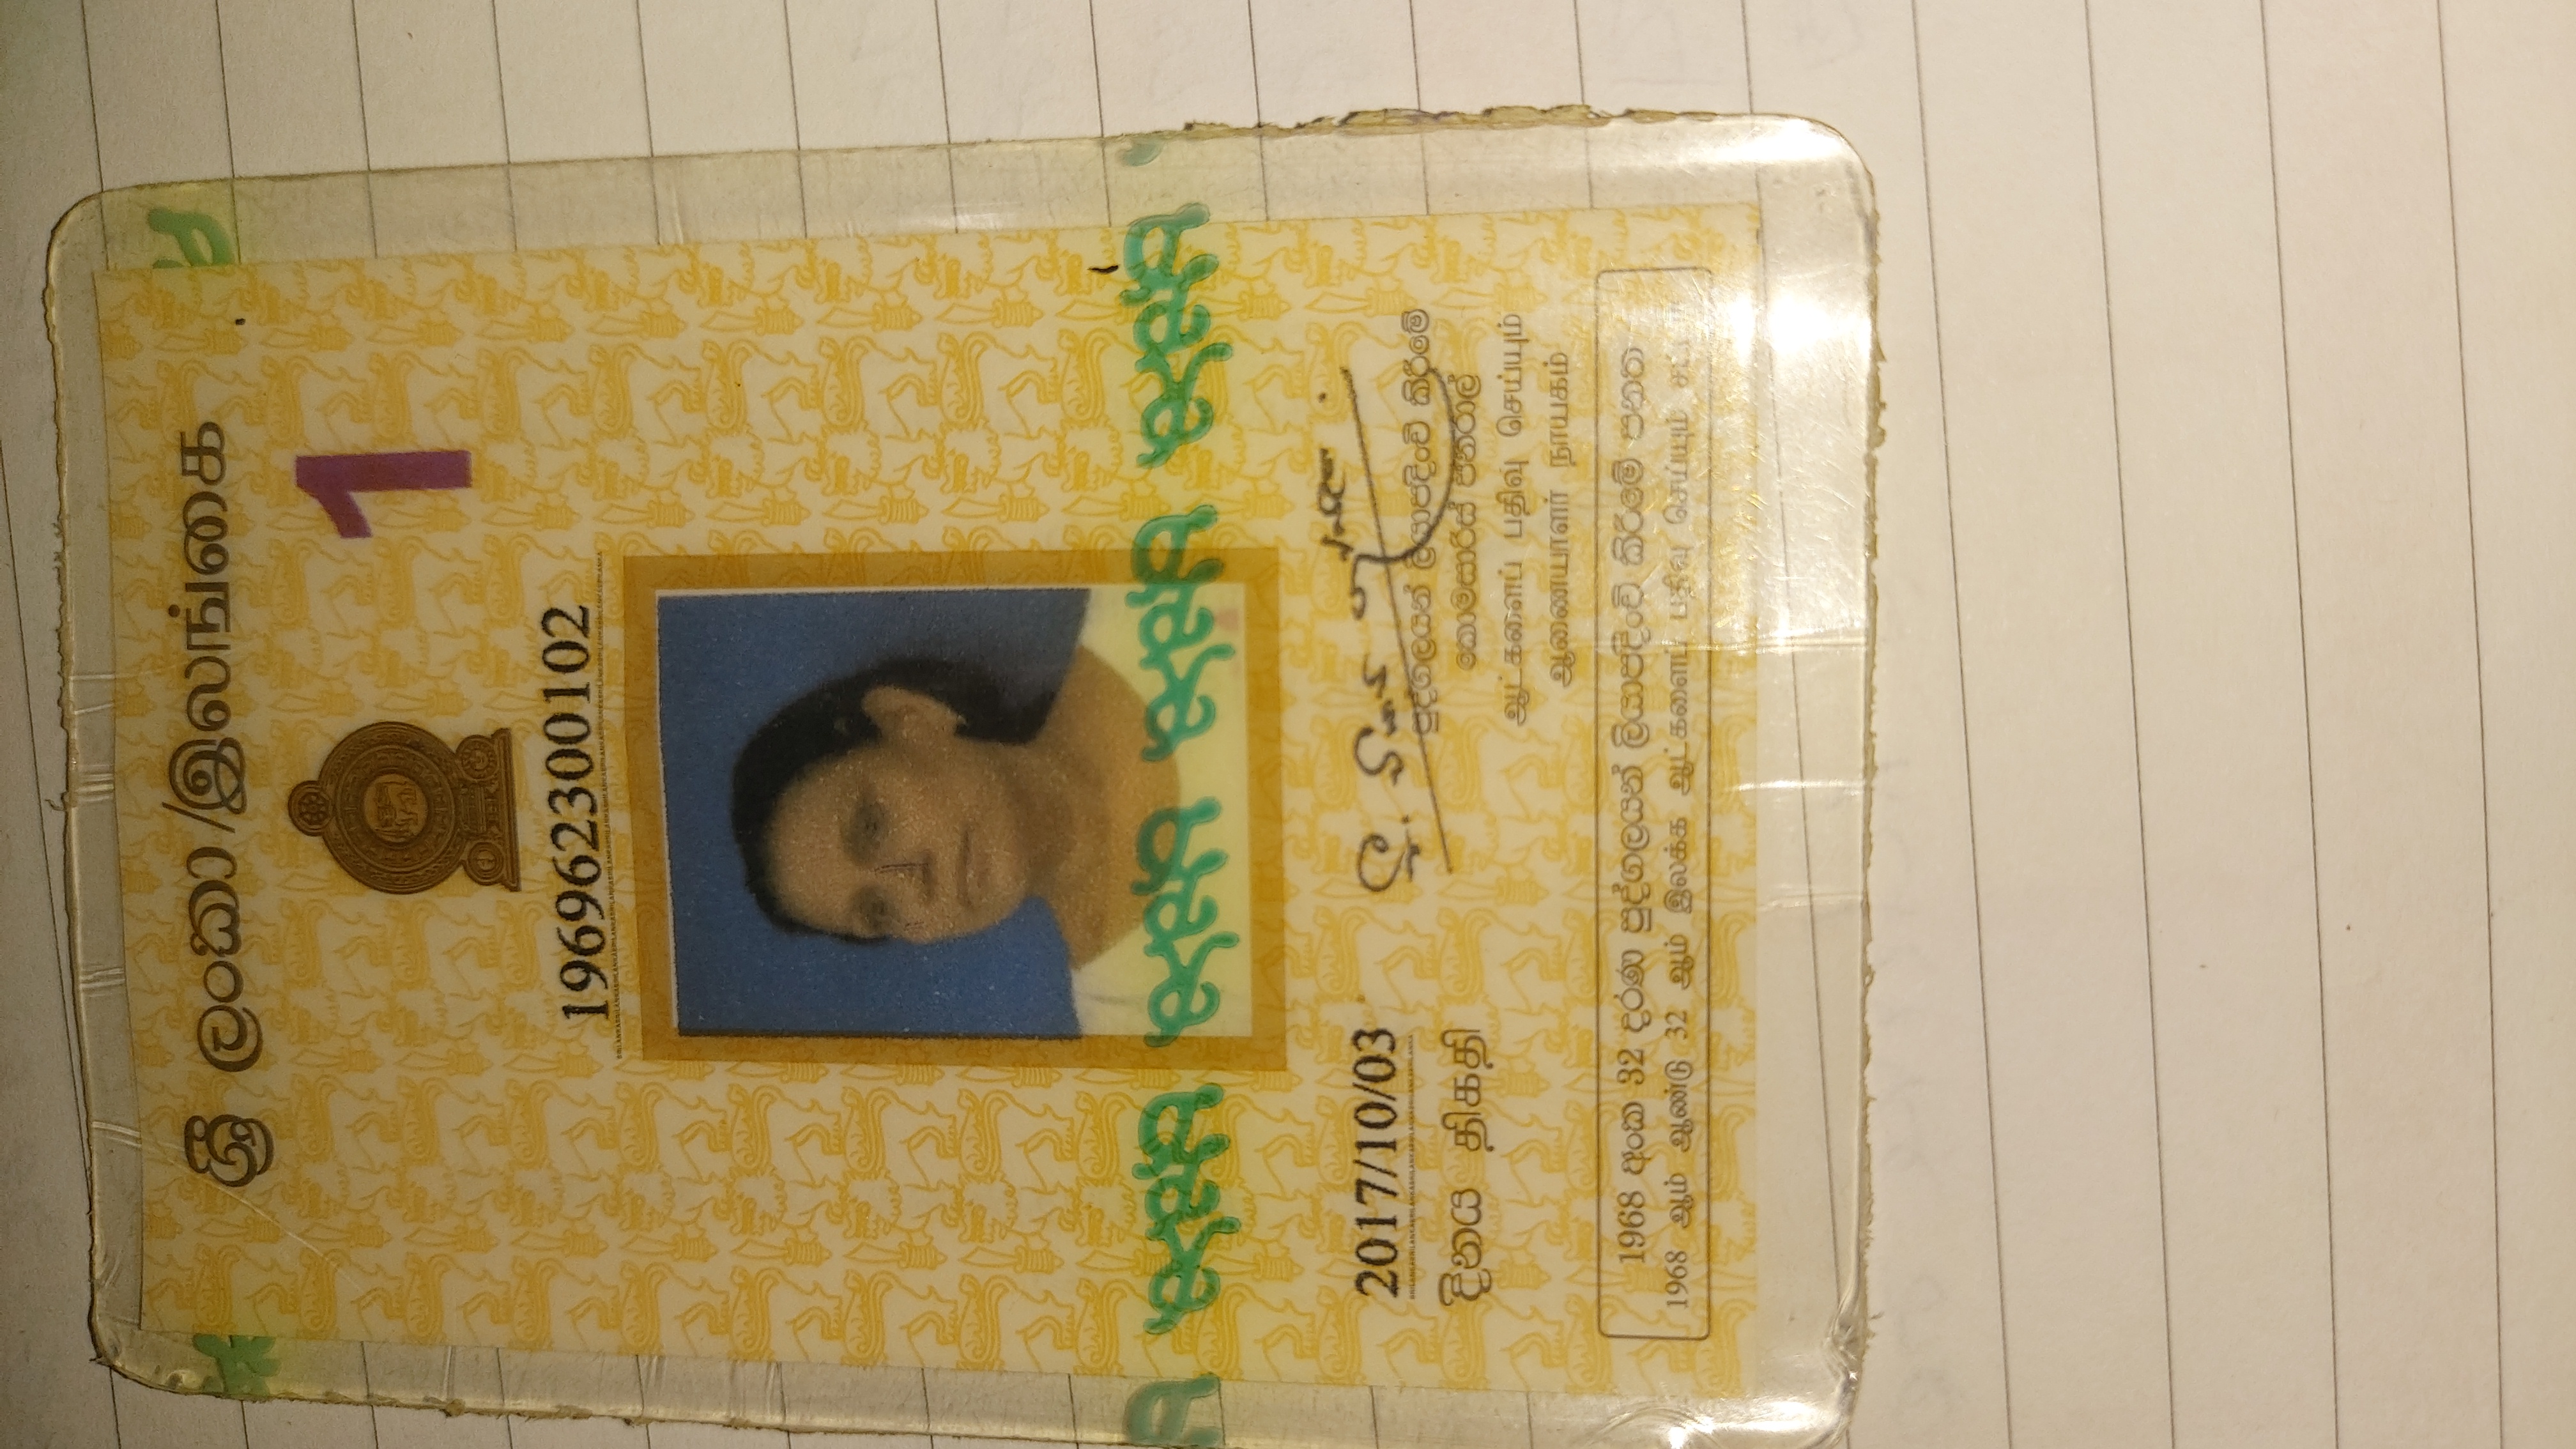 ශ්‍රී ලංකා/இலங்கை
1
196962300102
2017/10/03
දිනය திகதி
පුද්ගලයන් ලියාපදිංචි කිරීමේ
කොමසාරිස් ජනරාල්
ஆட்களைப் பதிவு செய்யும்
ஆணையாளர் நாயகம்
1968 අංක 32 දරණ පුද්ගලයන් ලියාපදිංචි කිරීමේ පනත
1968 ஆம் ஆண்டு 32 ஆம் இலக்க ஆட்களைப் பதிவு செய்யும்